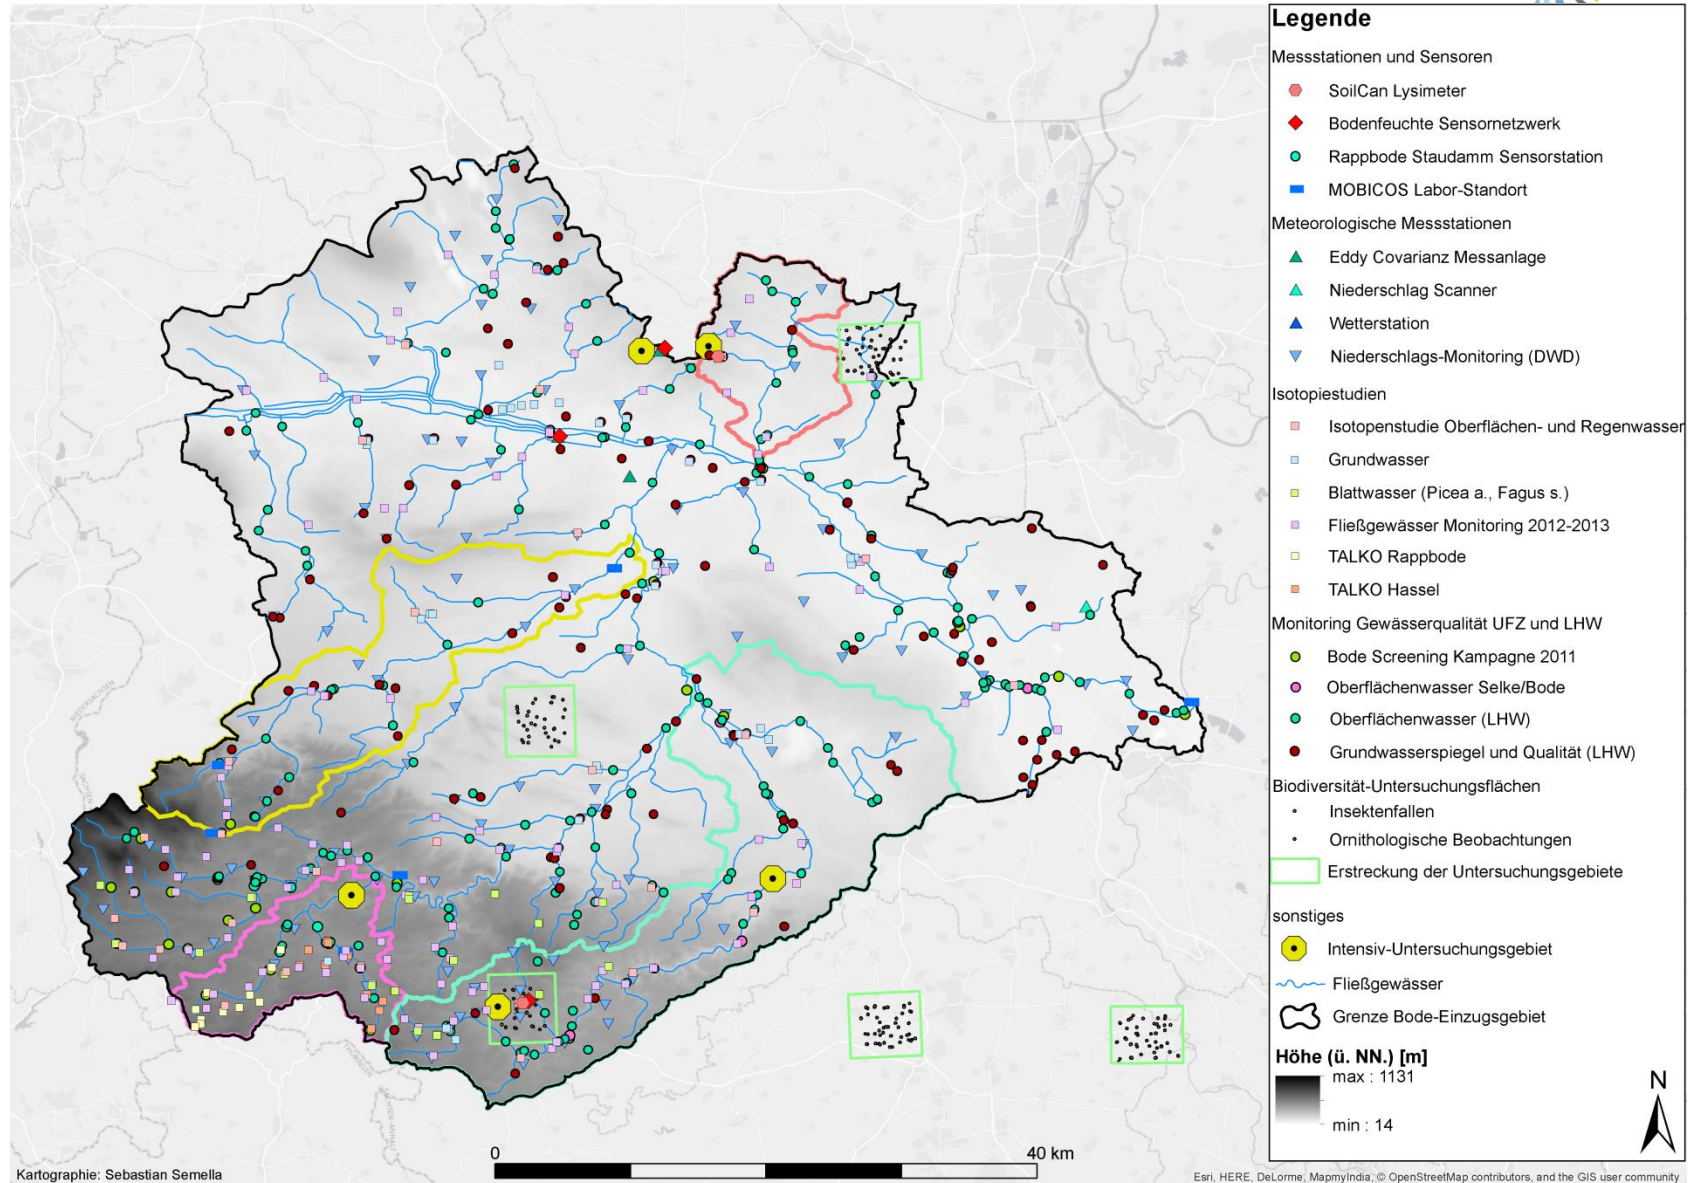 Legende
Messstationen und Sensoren
SoilCan Lysimeter
Bodenfeuchte Sensornetzwerk
Rappbode Staudamm Sensorstation
MOBICOS Labor-Standort
Meteorologische Messstationen
Eddy Covarianz Messanlage
Niederschlag Scanner
Wetterstation
Niederschlags-Monitoring (DWD)
Isotopiestudien
Isotopenstudie Oberflächen- und Regenwasser
Grundwasser
Blattwasser (Picea a., Fagus s.)
Fließgewässer Monitoring 2012-2013
TALKO Rappbode
TALKO Hassel
Monitoring Gewässerqualität UFZ und LHW
Bode Screening Kampagne 2011
Oberflächenwasser Selke/Bode
Oberflächenwasser (LHW)
Grundwasserspiegel und Qualität (LHW)
Biodiversität-Untersuchungsflächen
Insektenfallen
Ornithologische Beobachtungen
Erstreckung der Untersuchungsgebiete
sonstiges
Intensiv-Untersuchungsgebiet
Fließgewässer
Grenze Bode-Einzugsgebiet
Höhe (ü. NN.) [m]
max : 1131
min : 14
N
NIEDERSACHSEN
SACHSEN-ANHALT
THÜRINGEN
0
40 km
Kartographie: Sebastian Semella
Esri, HERE, DeLorme, MapmyIndia, © OpenStreetMap contributors, and the GIS user community